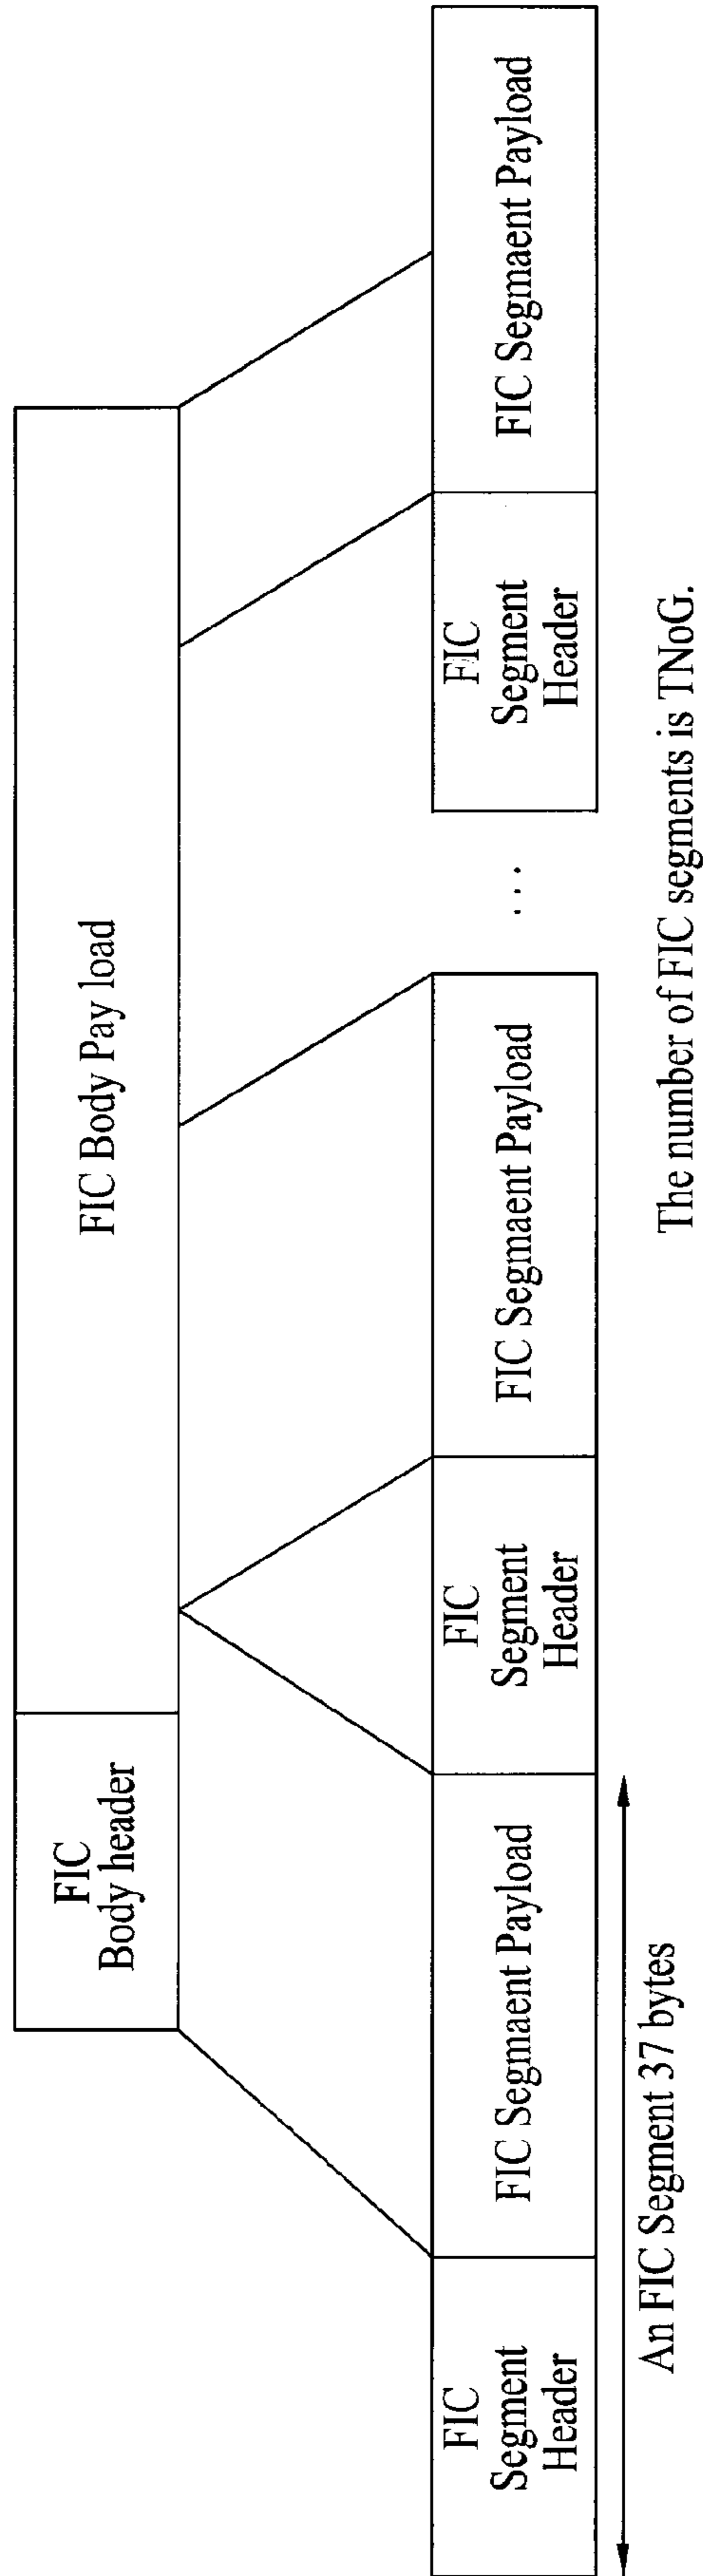 FIC
Body header
FIC Body Pay load
FIC
Segment
Header
FIC Segmaent Payload
FIC
Segment
Header
FIC Segmaent Payload
...
FIC
Segment
Header
FIC Segmaent Payload
An FIC Segment 37 bytes
The number of FIC segments is TNoG.